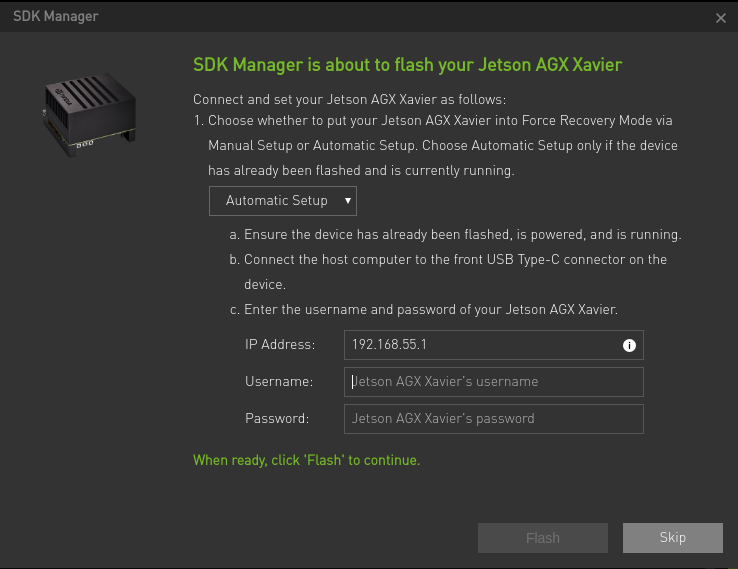 SDK Manager
SDK Manager is about to flash your Jetson AGX Xavier
Connect and set your Jetson AGX Xavier as follows:
1. Choose whether to put your Jetson AGX Xavier into Force Recovery Mode via
Manual Setup or Automatic Setup. Choose Automatic Setup only if the device
has already been flashed and is currently running.
Automatic Setup
a. Ensure the device has already been flashed, is powered, and is running.
b. Connect the host computer to the front USB Type-C connector on the
device.
c. Enter the username and password of your Jetson AGX Xavier.
IP Address: 192.168.55.1
Username: Jetson AGX Xavier's username
Password: Jetson AGX Xavier's password
When ready, click 'Flash' to continue.
Flash Skip